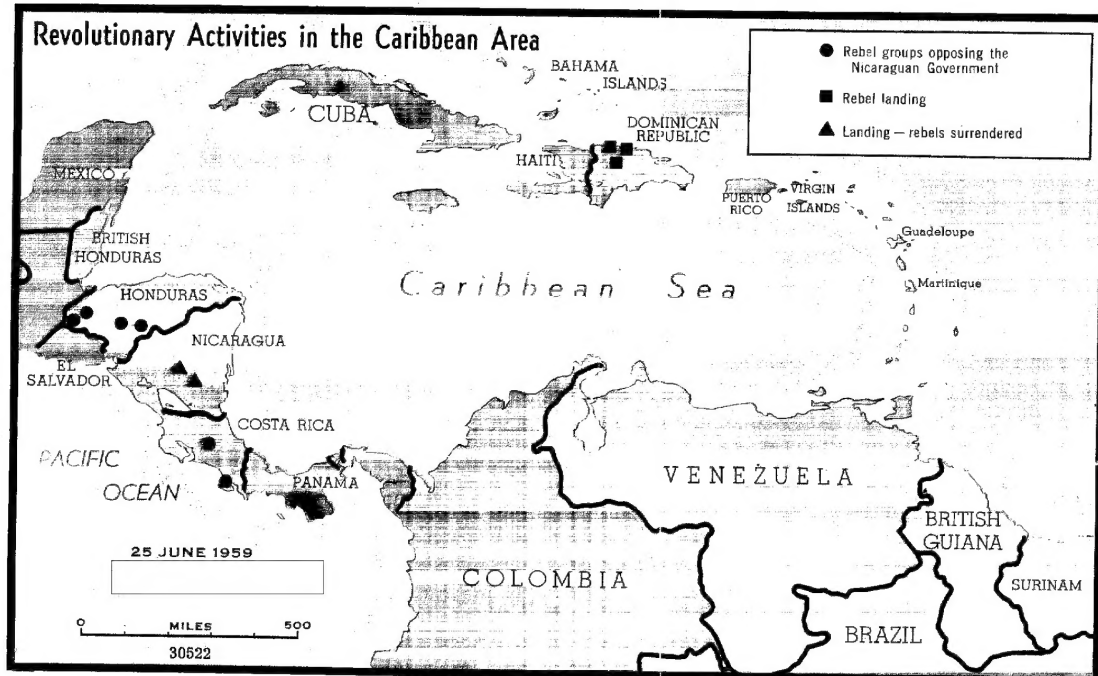 Revolutionary Activities in the Caribbean Area
Rebel groups opposing the
Nicaraguan Government
Rebel landing
Landing — rebels surrendered
BAHAMA
ISLANDS
CUBA
DOMINICAN
REPUBLIC
HAITI
MEXICO
PUERTO
RICO
VIRGIN
ISLANDS
Guadeloupe
BRITISH
HONDURAS
Caribbean Sea
Martinique
HONDURAS
NICARAGUA
EL
SALVADOR
COSTA RICA
PACIFIC
OCEAN
PANAMA
VENEZUELA
BRITISH
GUIANA
25 JUNE 1959
COLOMBIA
SURINAM
BRAZIL
0 MILES 500
30522